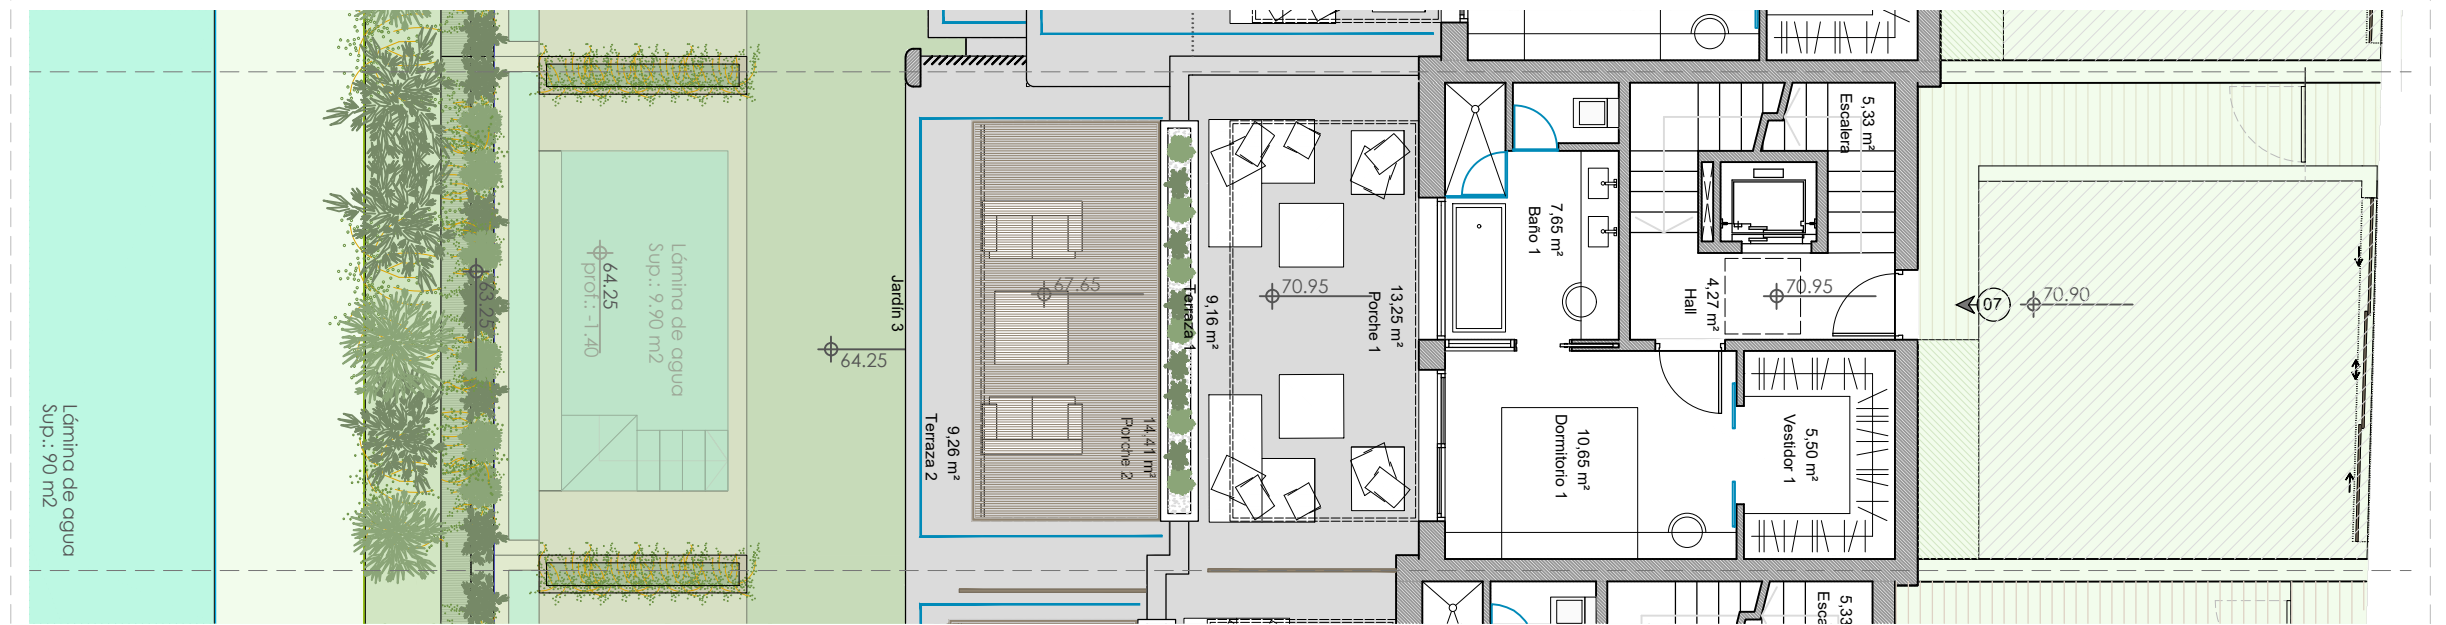 Lámina de agua
Sup.: 90 m2
63.25
64.25
prof.: -1.40
Lámina de agua
Sup.: 9.90 m2
64.25
Jardín 3
9,26 m²
Terraza 2
67.65
14,41 m²
Porche 2
9,16 m²
Terraza 1
70.95
13,25 m²
Porche 1
7,65 m²
Baño 1
10,65 m²
Dormitorio 1
5,33 m²
Escalera
4,27 m²
Hall
70.95
5,50 m²
Vestidor 1
07
70.90
5,33
Esca